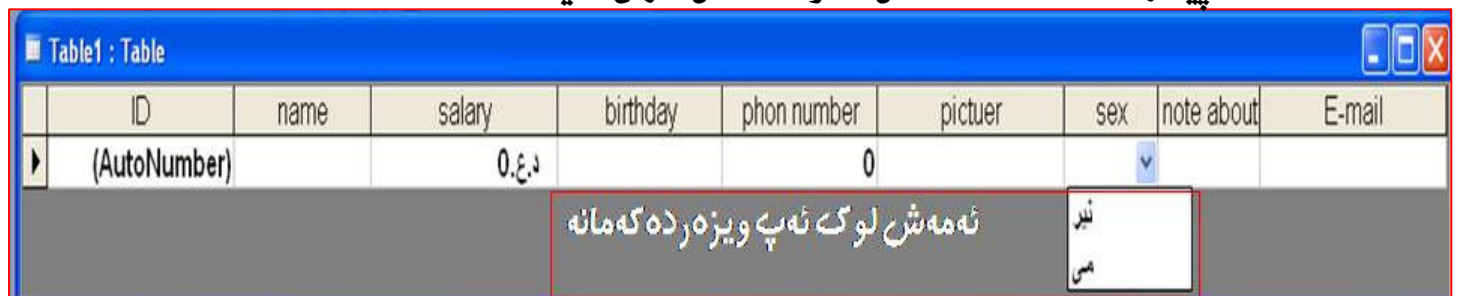 Table1 : Table
ID name salary birthday phon number pictuer sex note about E-mail
(AutoNumber) د.ع.0 0
ئەمەش لوک ئەپ ویزەردەکەمانە
نێر
مێ